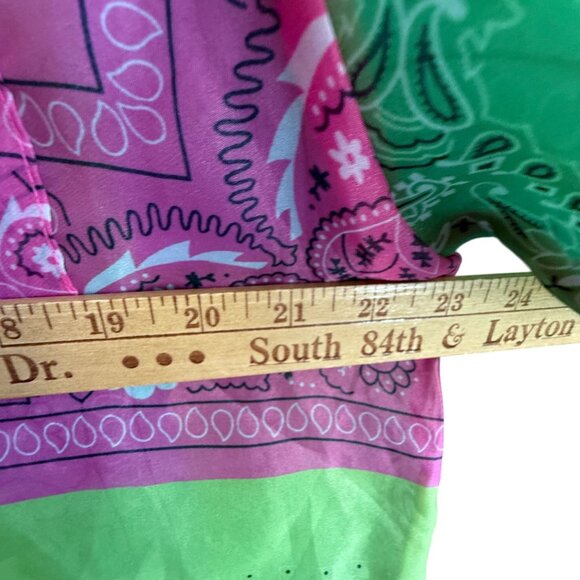 8 19 20 21 22 23 24
Dr. ••• South 84th & Layton